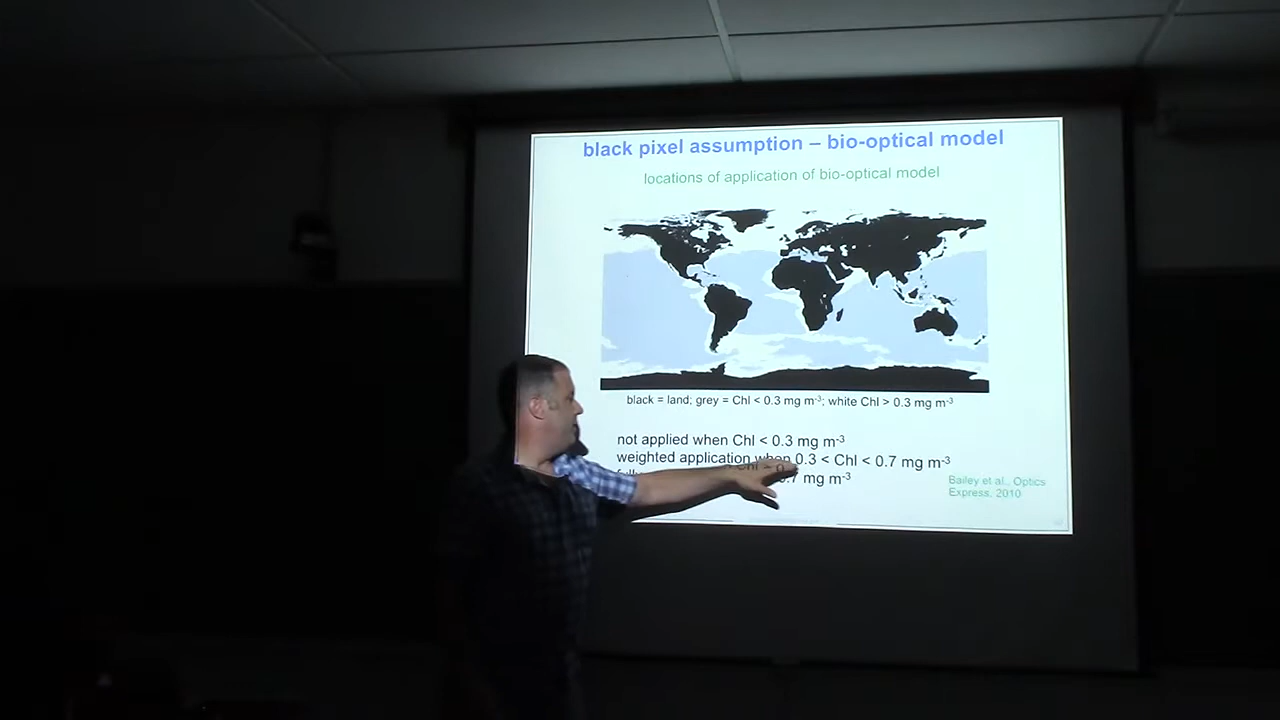 black pixel assumption – bio-optical model
locations of application of bio-optical model
black = land; grey = Chl < 0.3 mg m-3; white Chl > 0.3 mg m-3
not applied when Chl < 0.3 mg m-3
weighted application when 0.3 < Chl < 0.7 mg m-3
0.7 mg m-3
Bailey et al., Optics
Express, 2010